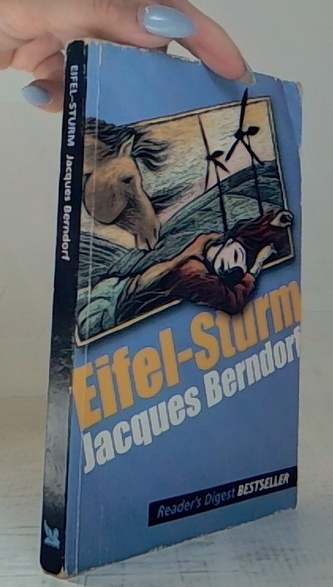 EIFEL-STURM Jacques Berndorf
Eifel-Sturm
Jacques Berndorf
Reader's Digest BESTSELLER